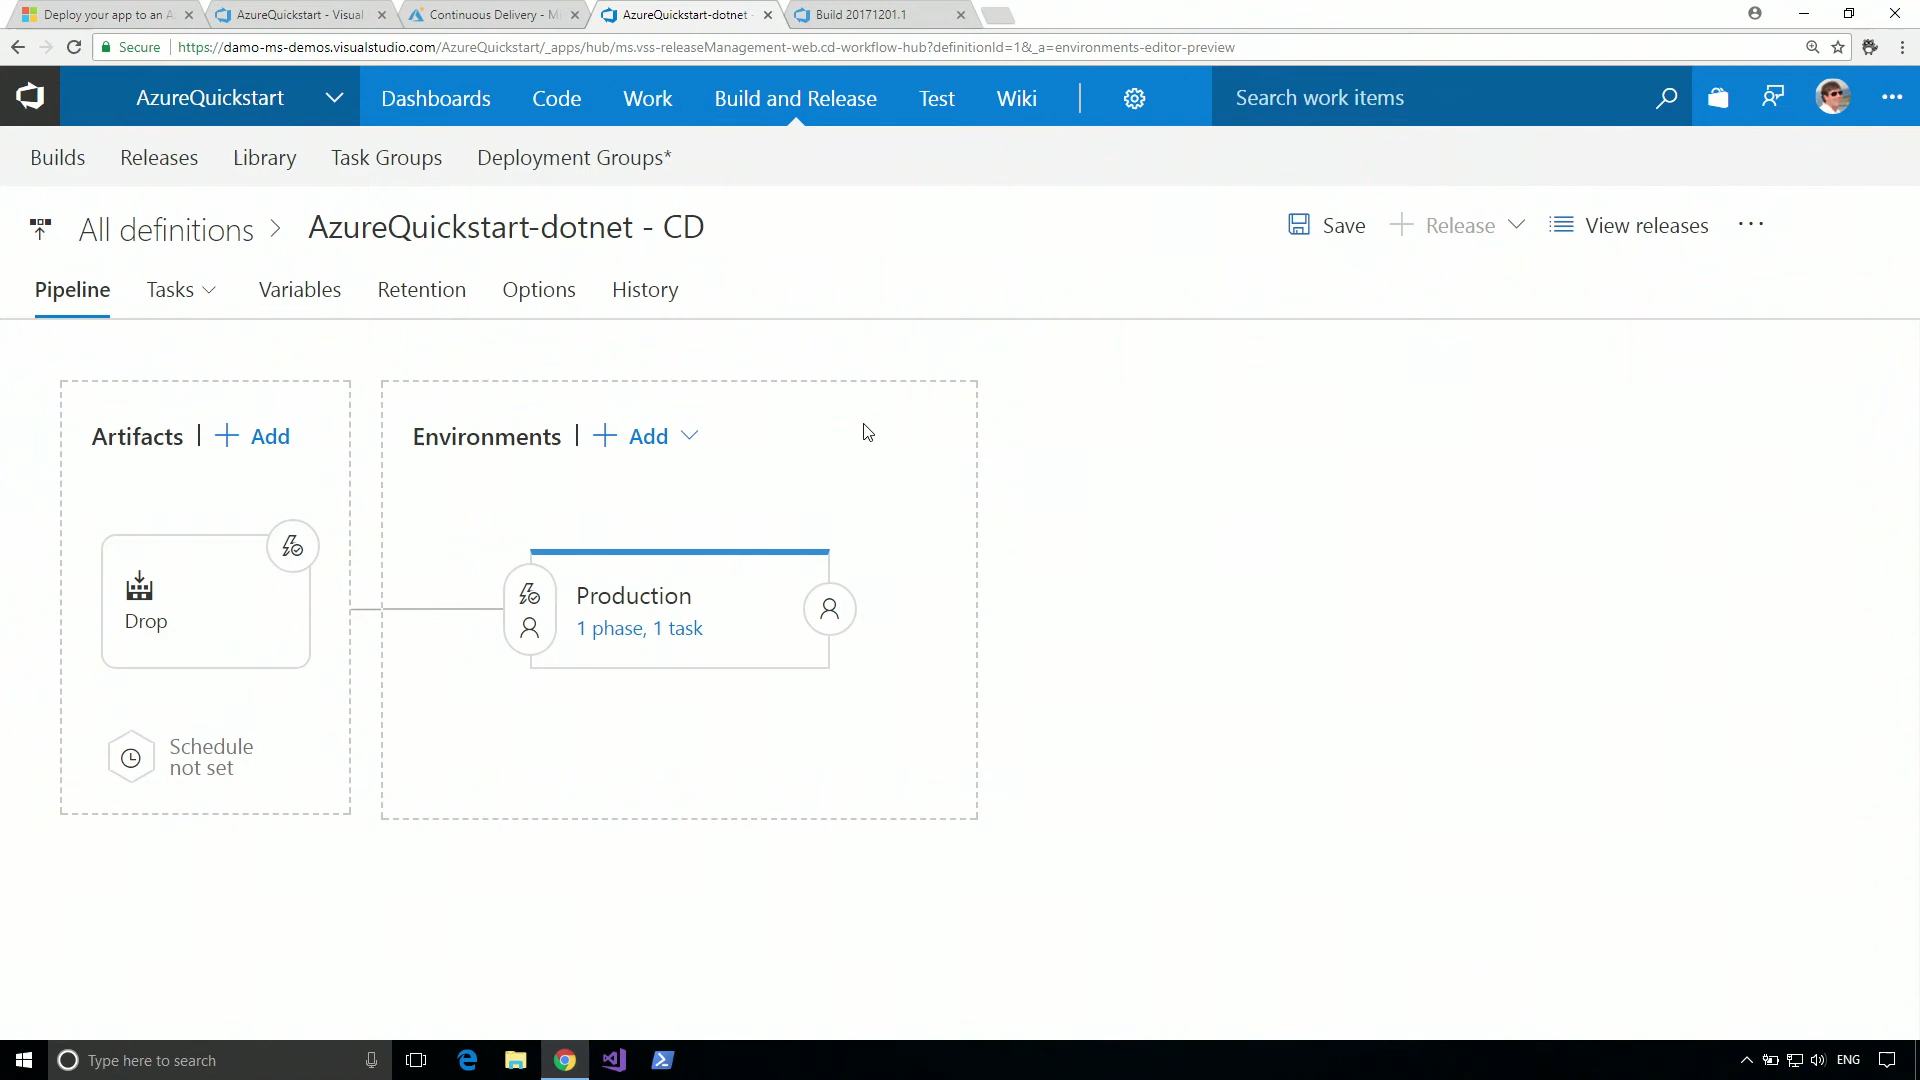 Deploy your app to an A
AzureQuickstart - Visual
Continuous Delivery - M
AzureQuickstart-dotnet
Build 20171201.1
Secure
https://damo-ms-demos.visualstudio.com/AzureQuickstart/_apps/hub/ms.vss-releaseManagement-web.cd-workflow-hub?definitionId=1&_a=environments-editor-preview
AzureQuickstart
Dashboards
Code
Work
Build and Release
Test
Wiki
Search work items
Builds
Releases
Library
Task Groups
Deployment Groups*
All definitions
AzureQuickstart-dotnet - CD
Save
Release
View releases
Pipeline
Tasks
Variables
Retention
Options
History
Artifacts
Add
Environments
Add
Drop
Production
1 phase, 1 task
Schedule
not set
Type here to search
ENG